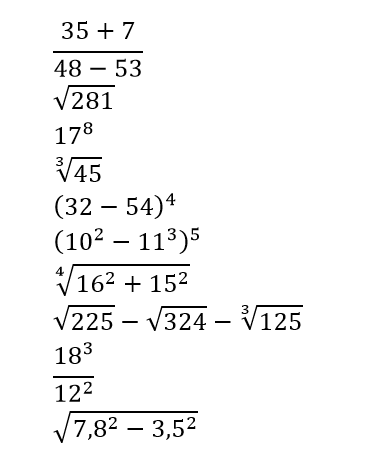 35 + 7
48 − 53
√281
17⁸
∛45
(32 − 54)⁴
(10² − 11³)⁵
∜16² + 15²
√225 − √324 − ∛125
18³
12²
√7,8² − 3,5²